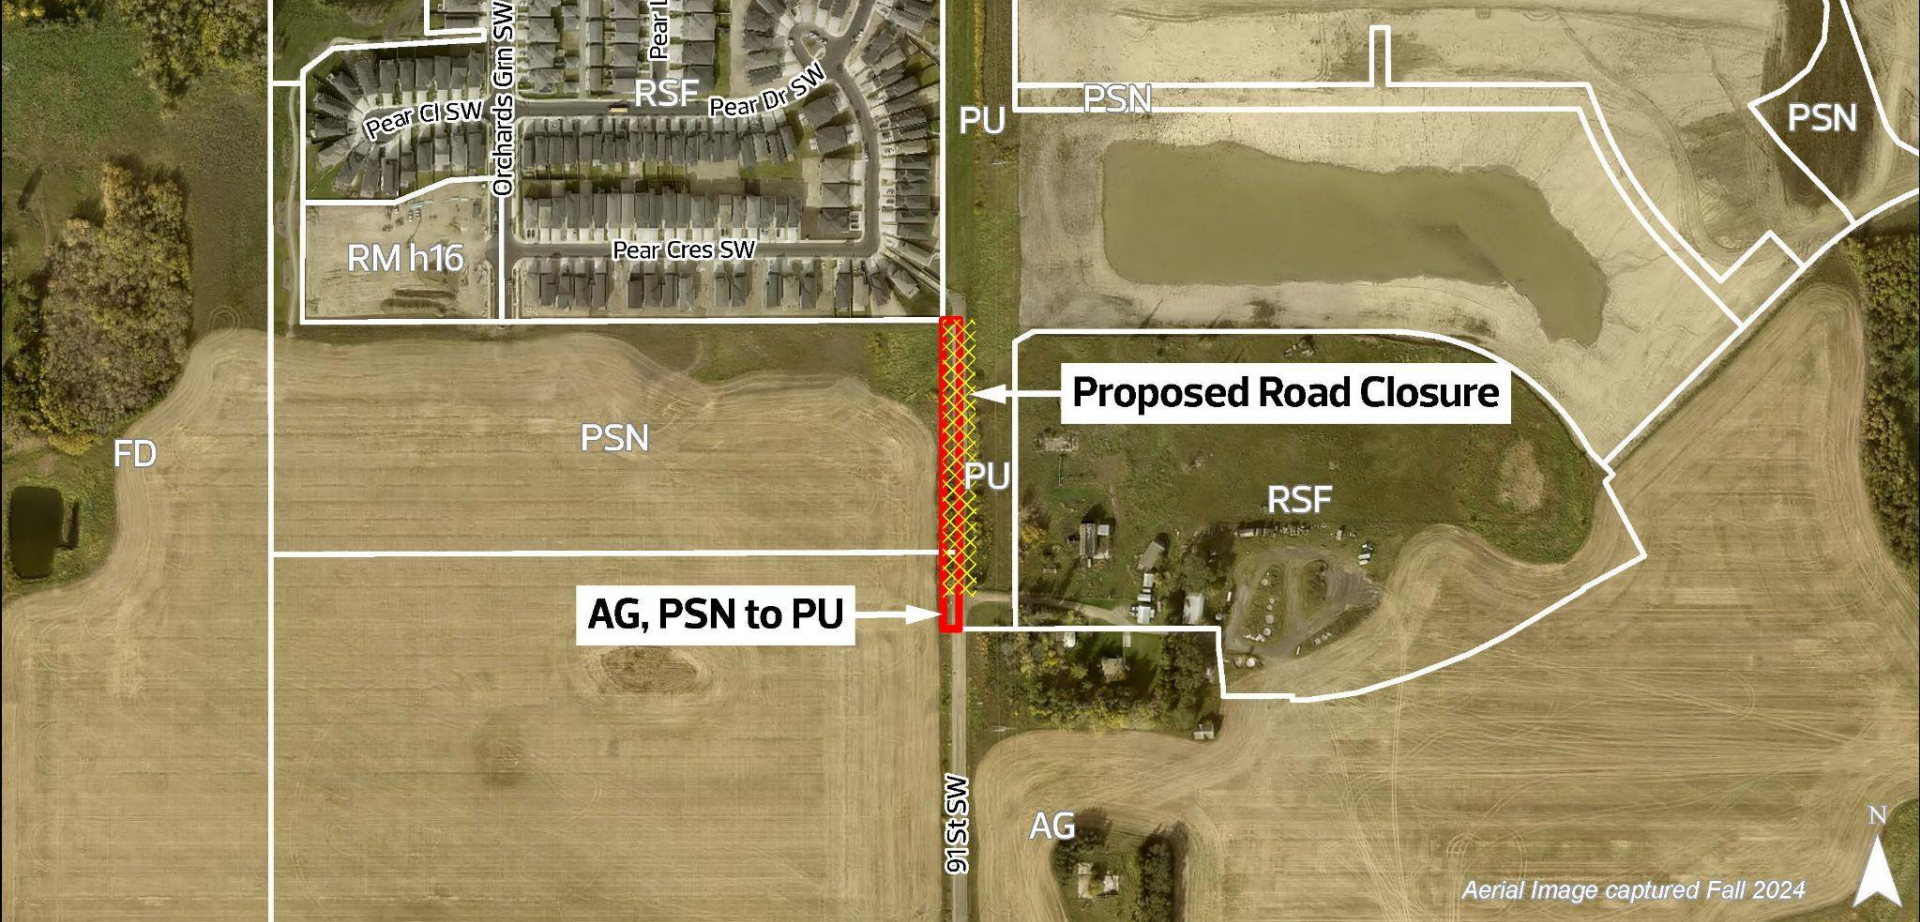 Orchards Grn SW
Pear L
RSF
Pear Dr SW
Pear Cl SW
PU
PSN
PSN
RM h16
Pear Cres SW
Proposed Road Closure
PSN
FD
PU
RSF
AG, PSN to PU
91 St SW
AG
N
Aerial Image captured Fall 2024